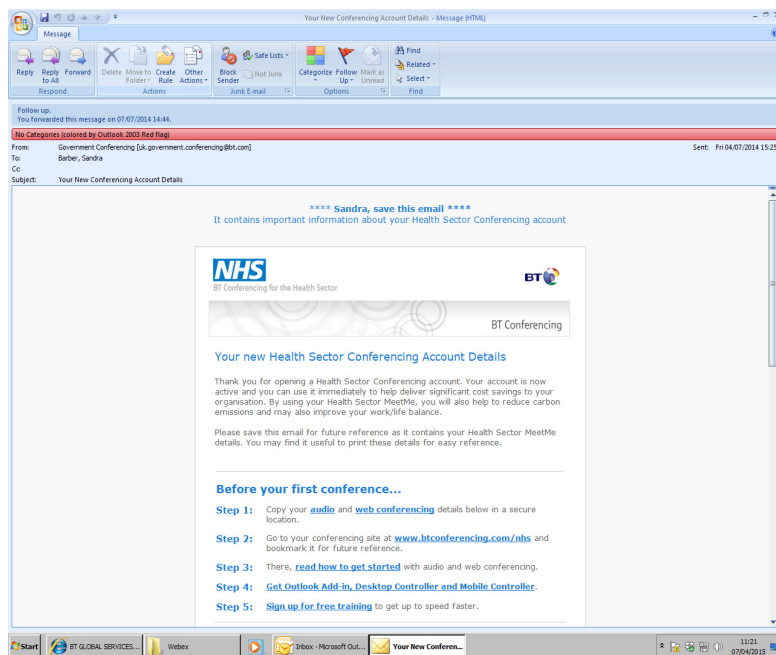 Your New Conferencing Account Details - Message (HTML)
Message
Reply
Reply to All
Forward
Delete
Move to Folder
Create Rule
Other Actions
Block Sender
Safe Lists
Not Junk
Categorize
Follow Up
Mark as Unread
Find
Related
Select
Respond
Actions
Junk E-mail
Options
Find
Follow up.
You forwarded this message on 07/07/2014 14:44.
No Categories (colored by Outlook 2003 Red flag)
From: Government Conferencing [uk.government.conferencing@bt.com] Sent: Fri 04/07/2014 15:25
To: Barber, Sandra
Cc:
Subject: Your New Conferencing Account Details
**** Sandra, save this email ****
It contains important information about your Health Sector Conferencing account
NHS
BT Conferencing for the Health Sector
BT
BT Conferencing
Your new Health Sector Conferencing Account Details
Thank you for opening a Health Sector Conferencing account. Your account is now
active and you can use it immediately to help deliver significant cost savings to your
organisation. By using your Health Sector MeetMe, you will also help to reduce carbon
emissions and may also improve your work/life balance.
Please save this email for future reference as it contains your Health Sector MeetMe
details. You may find it useful to print these details for easy reference.
Before your first conference...
Step 1: Copy your audio and web conferencing details below in a secure
location.
Step 2: Go to your conferencing site at www.btconferencing.com/nhs and
bookmark it for future reference.
Step 3: There, read how to get started with audio and web conferencing.
Step 4: Get Outlook Add-in, Desktop Controller and Mobile Controller.
Step 5: Sign up for free training to get up to speed faster.
Start
BT GLOBAL SERVICES...
Webex
Inbox - Microsoft Out...
Your New Conferen...
11:21
07/04/2015